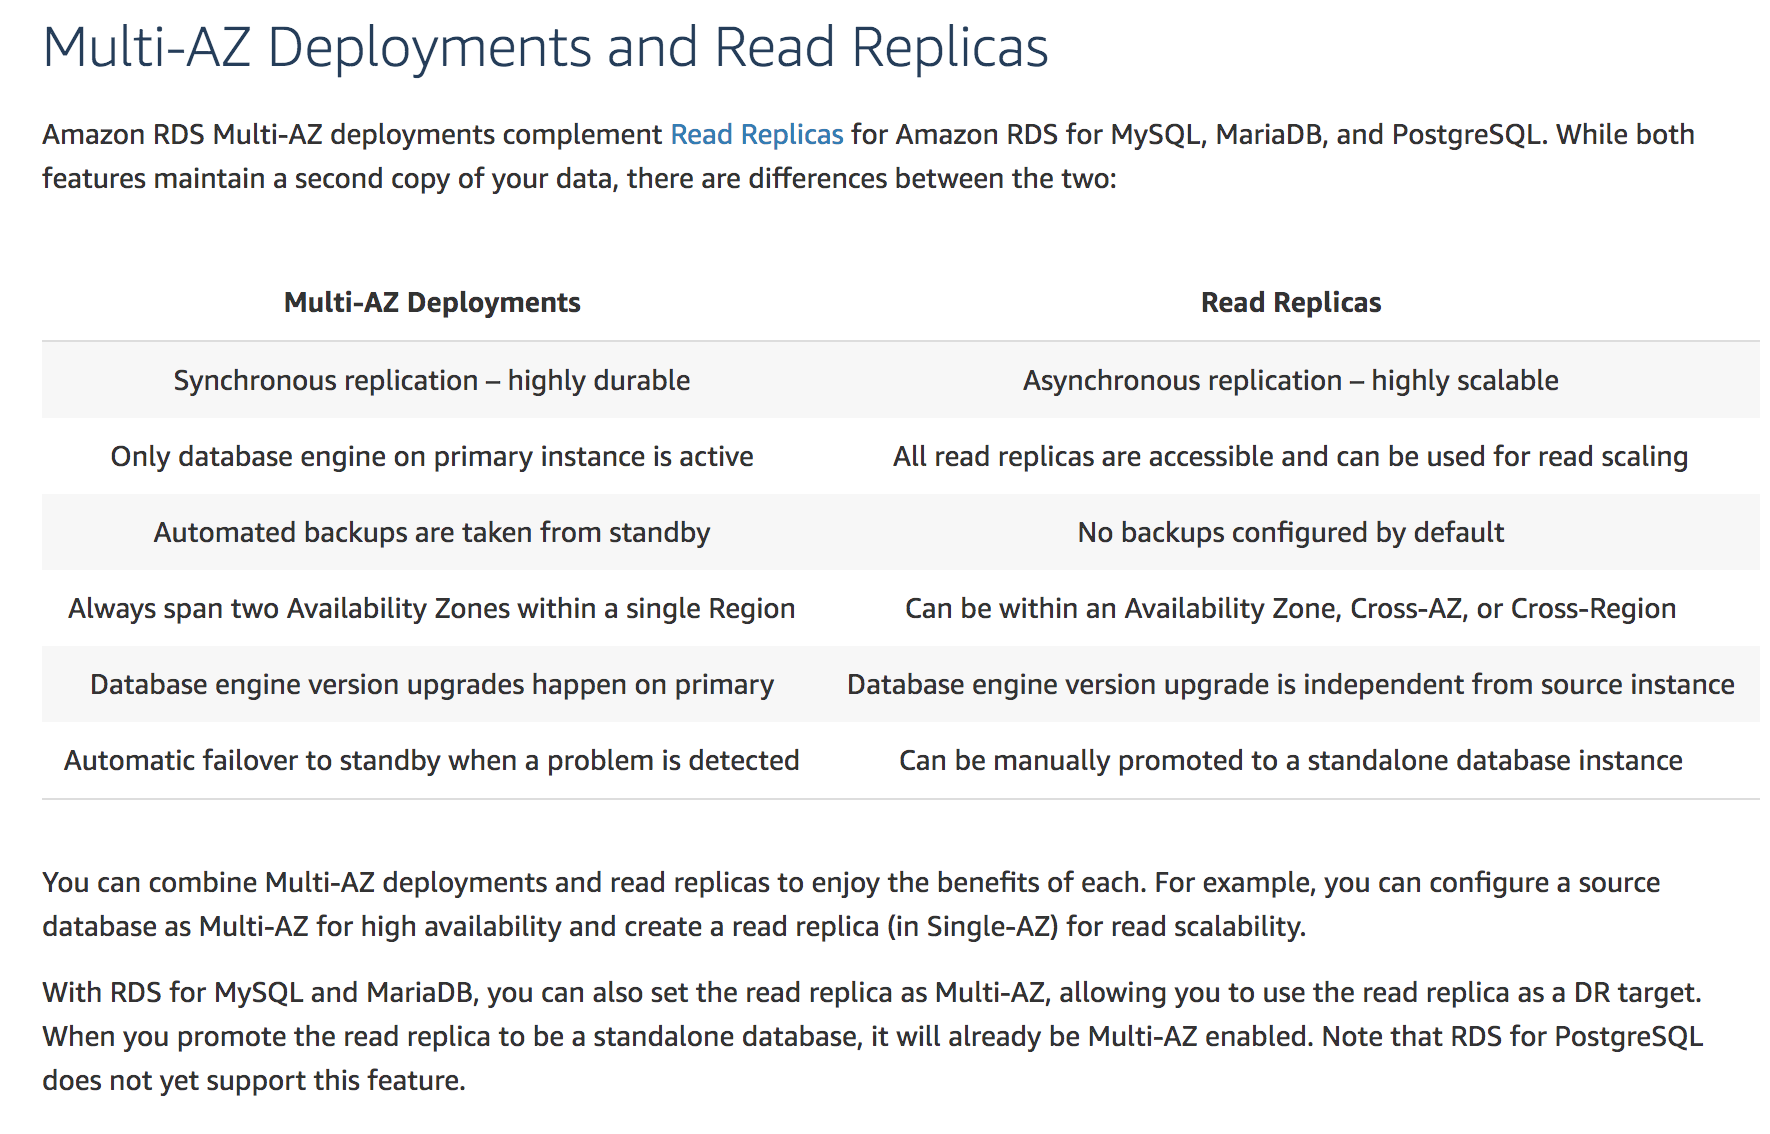 Multi-AZ Deployments and Read Replicas
Amazon RDS Multi-AZ deployments complement Read Replicas for Amazon RDS for MySQL, MariaDB, and PostgreSQL. While both
features maintain a second copy of your data, there are differences between the two:
Multi-AZ Deployments Read Replicas
Synchronous replication – highly durable Asynchronous replication – highly scalable
Only database engine on primary instance is active All read replicas are accessible and can be used for read scaling
Automated backups are taken from standby No backups configured by default
Always span two Availability Zones within a single Region Can be within an Availability Zone, Cross-AZ, or Cross-Region
Database engine version upgrades happen on primary Database engine version upgrade is independent from source instance
Automatic failover to standby when a problem is detected Can be manually promoted to a standalone database instance
You can combine Multi-AZ deployments and read replicas to enjoy the benefits of each. For example, you can configure a source
database as Multi-AZ for high availability and create a read replica (in Single-AZ) for read scalability.
With RDS for MySQL and MariaDB, you can also set the read replica as Multi-AZ, allowing you to use the read replica as a DR target.
When you promote the read replica to be a standalone database, it will already be Multi-AZ enabled. Note that RDS for PostgreSQL
does not yet support this feature.